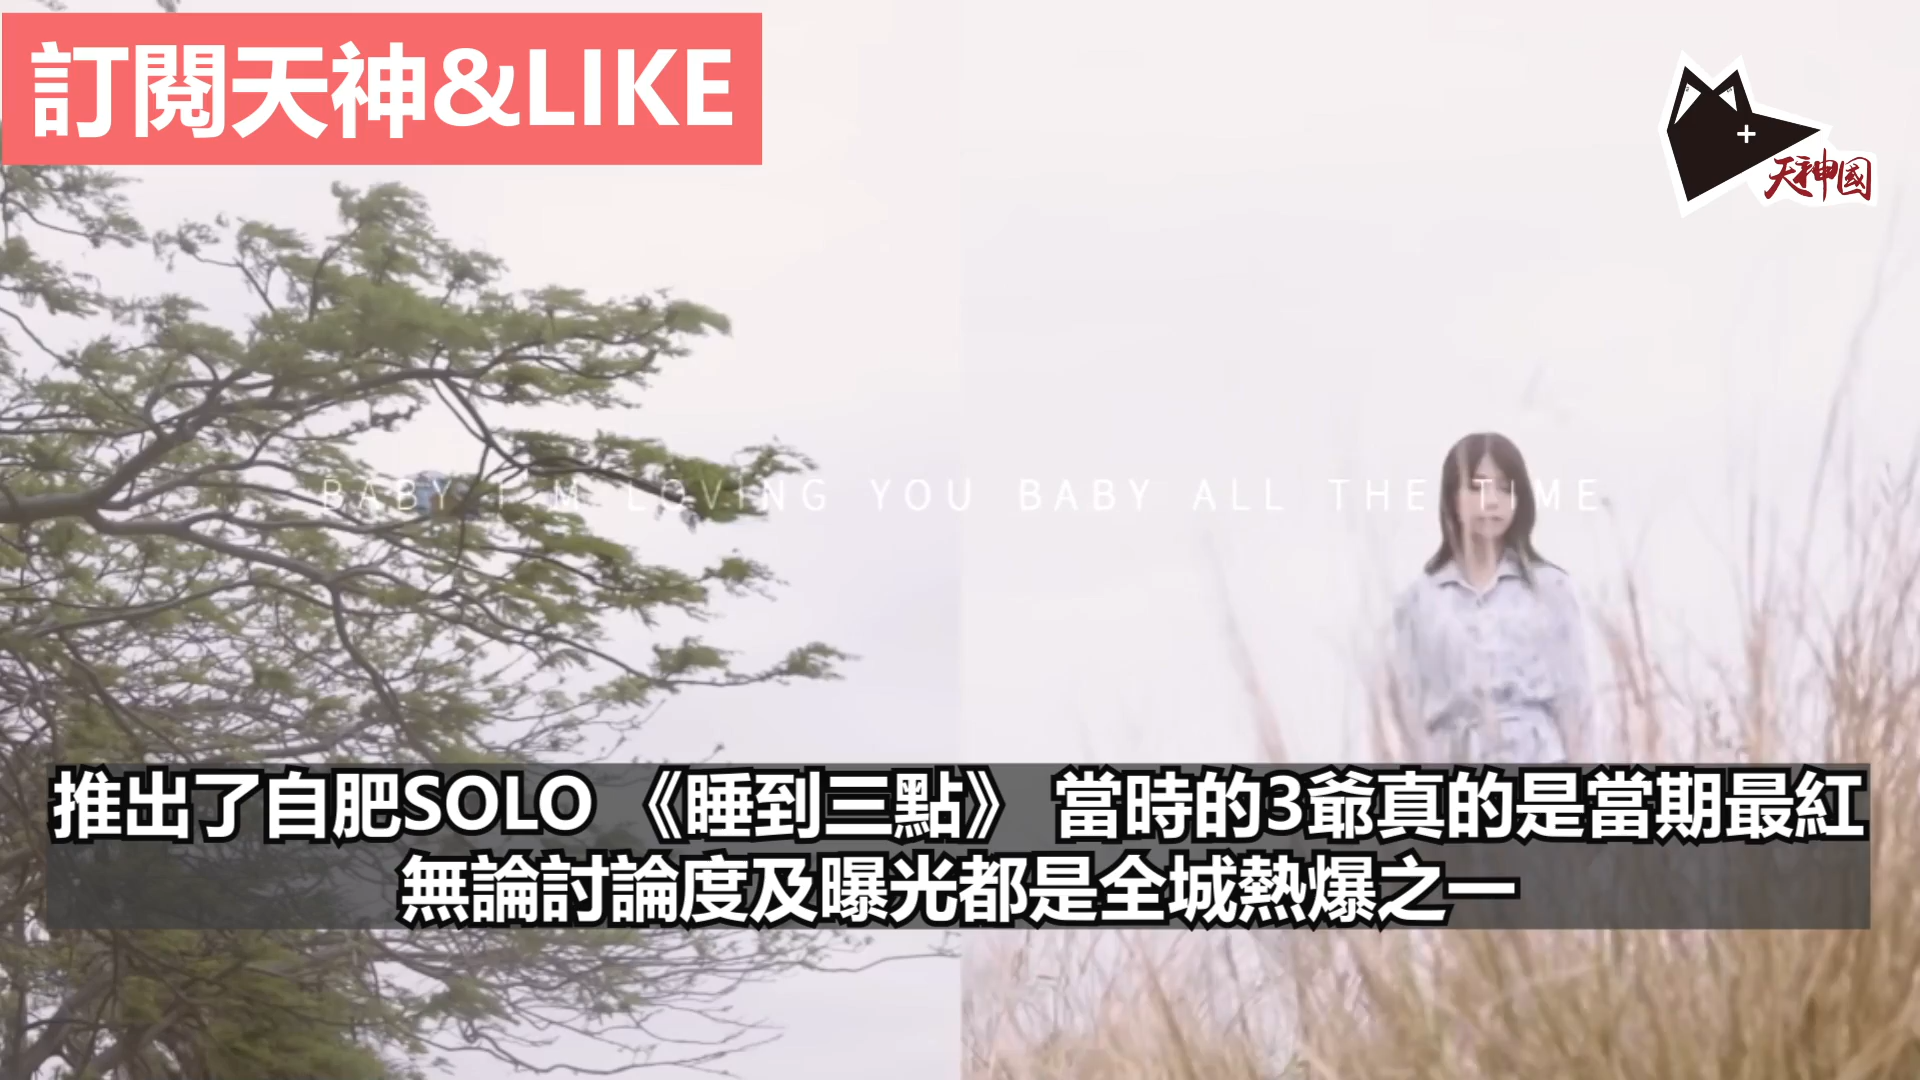 訂閱天神&LIKE
天神國
BABY I'M LOVING YOU BABY ALL THE TIME
推出了自肥SOLO 《睡到三點》 當時的3爺真的是當期最紅
無論討論度及曝光都是全城熱爆之一